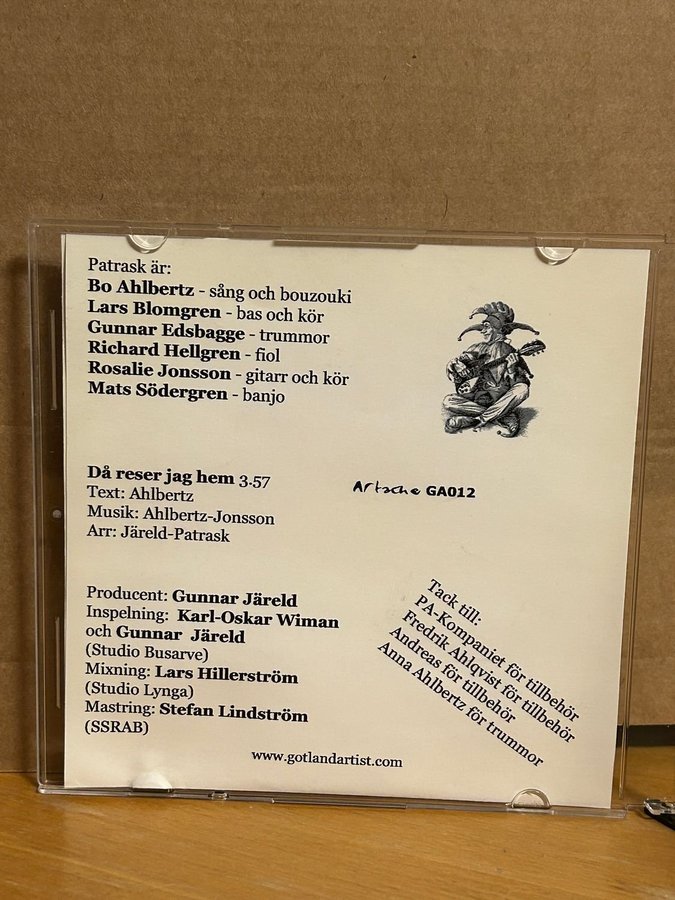 Patrask är:
Bo Ahlbertz - sång och bouzouki
Lars Blomgren - bas och kör
Gunnar Edsbagge - trummor
Richard Hellgren - fiol
Rosalie Jonsson - gitarr och kör
Mats Södergren - banjo
Då reser jag hem 3.57
Text: Ahlbertz
Musik: Ahlbertz-Jonsson
Arr: Järeld-Patrask
Artsche GA012
Producent: Gunnar Järeld
Inspelning: Karl-Oskar Wiman
och Gunnar Järeld
(Studio Busarve)
Mixning: Lars Hillerström
(Studio Lynga)
Mastring: Stefan Lindström
(SSRAB)
Tack till:
PA-Kompaniet för tillbehör
Fredrik Ahlqvist för tillbehör
Andreas för tillbehör
Anna Ahlbertz för trummor
www.gotlandartist.com